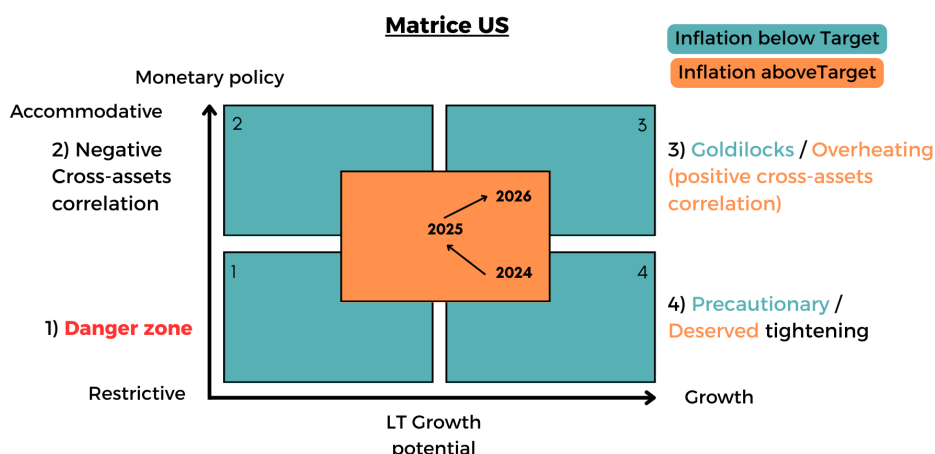 Matrice US
Inflation below Target
Inflation aboveTarget
Monetary policy
Accommodative
2) Negative
Cross-assets
correlation
2
3
3) Goldilocks / Overheating
(positive cross-assets
correlation)
2026
2025
2024
1
4
1) Danger zone
4) Precautionary /
Deserved tightening
Restrictive
Growth
LT Growth
potential